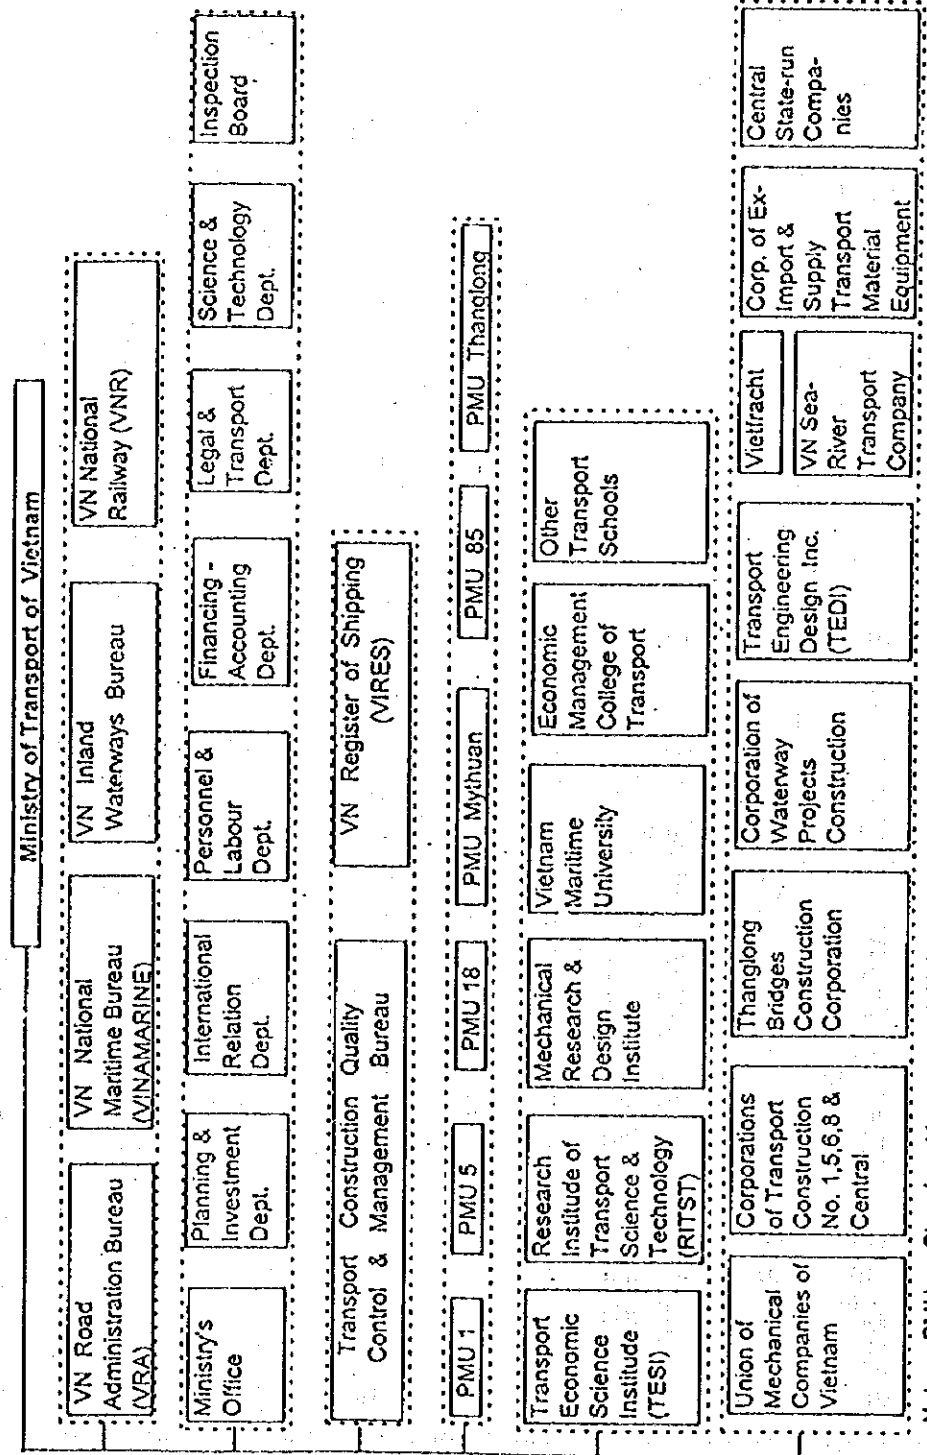 Ministry of Transport of Vietnam
VN Road
Administration Bureau
(VRA)
VN National
Maritime Bureau
(VINAMARINE)
VN Inland
Waterways Bureau
VN National
Railway (VNR)
Ministry's
Office
Planning &
Investment
Dept.
International
Relation
Dept.
Personnel &
Labour
Dept.
Financing -
Accounting
Dept.
Legal &
Transport
Dept.
Science &
Technology
Dept.
Inspection
Board
Transport Construction Quality
Control & Management Bureau
VN Register of Shipping
(VIRES)
PMU 1
PMU 5
PMU 18
PMU Mythuan
PMU 85
PMU Thanglong
Transport
Economic
Science
Institude
(TESI)
Research
Institude of
Transport
Science &
Technology
(RITST)
Mechanical
Research &
Design
Institute
Vietnam
Maritime
University
Economic
Management
College of
Transport
Other
Transport
Schools
Union of
Mechanical
Companies of
Vietnam
Corporations
of Transport
Construction
No. 1,5,6,8 &
Central
Thanglong
Bridges
Construction
Corporation
Corporation of
Waterway
Projects
Construction
Transport
Engineering
Design Inc.
(TEDI)
Vietfracht
VN Sea-
River
Transport
Company
Corp. of Ex-
Import &
Supply
Transport
Material
Equipment
Central
State-run
Compa-
nies